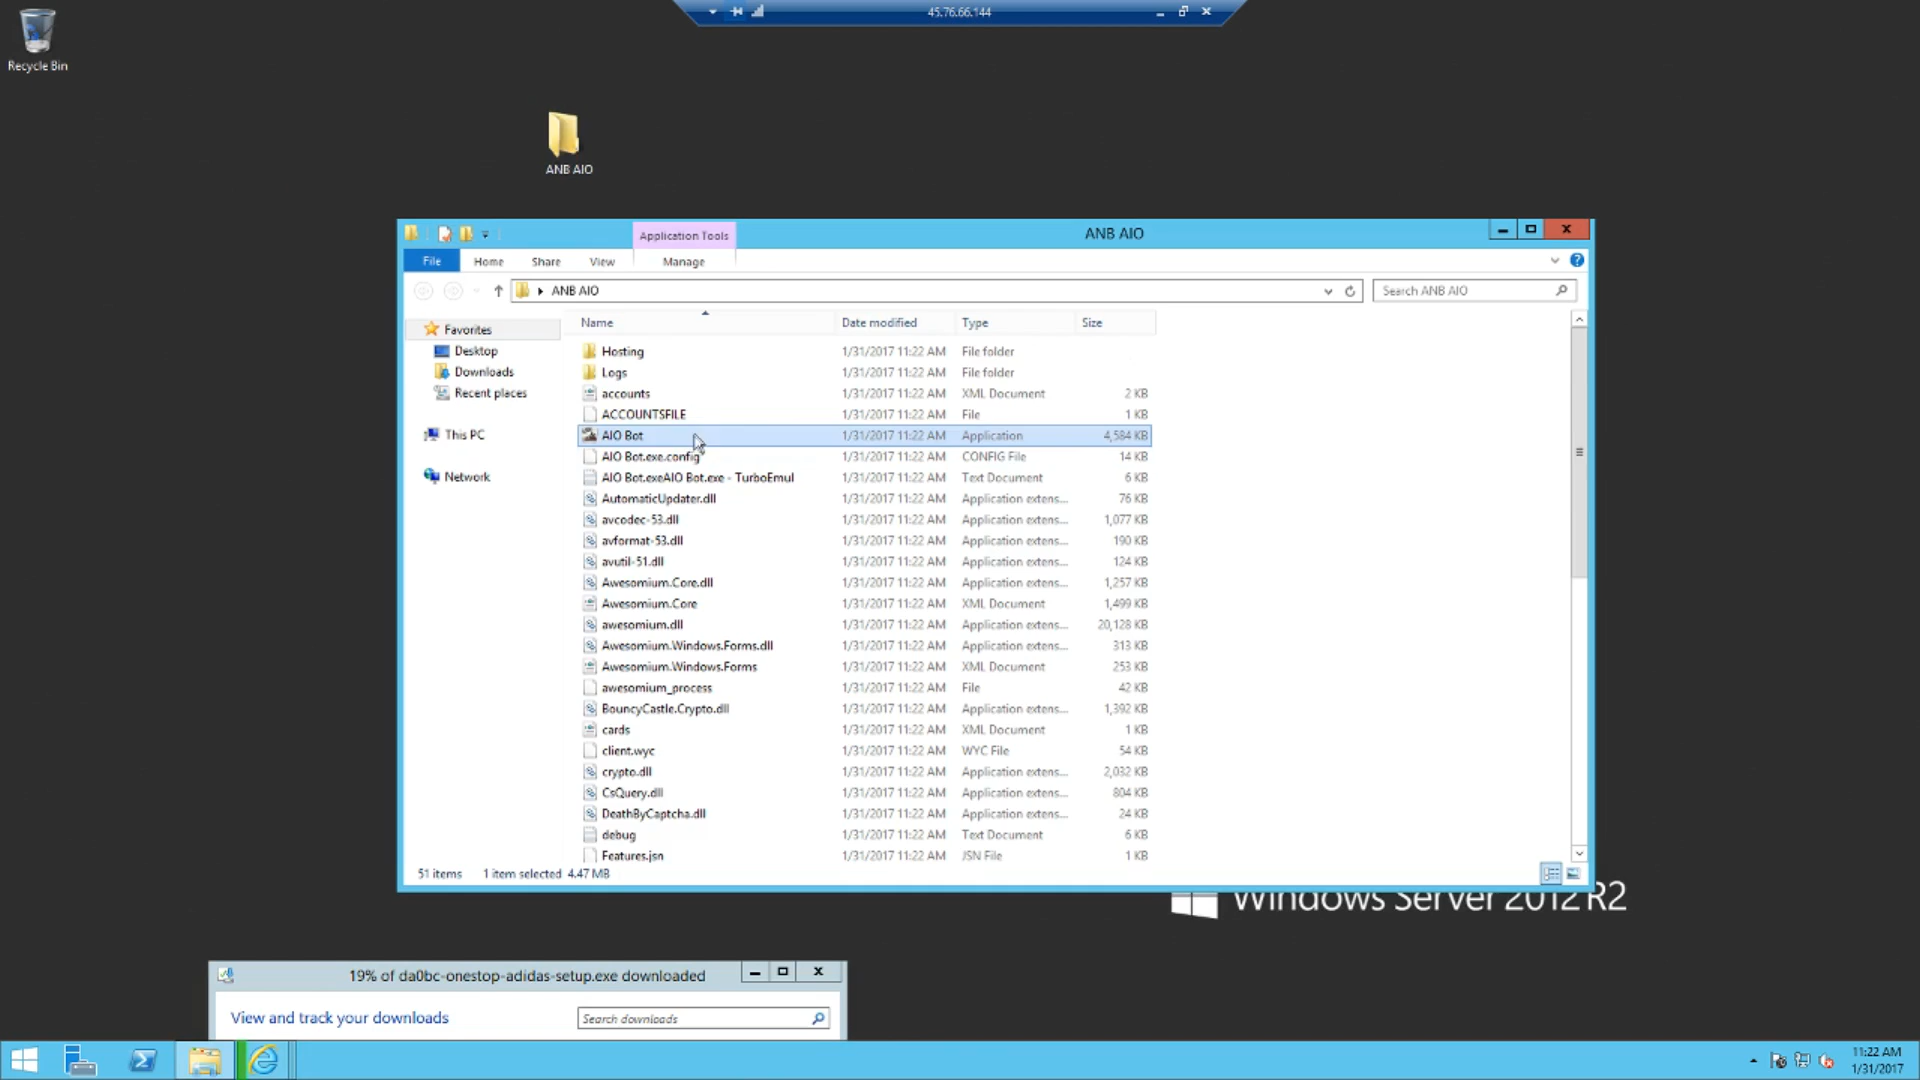 45.76.66.144
Recycle Bin
ANB AIO
Application Tools
ANB AIO
File Home Share View Manage
ANB AIO
Search ANB AIO
Name Date modified Type Size
Favorites
Desktop
Downloads
Recent places
This PC
Network
Hosting 1/31/2017 11:22 AM File folder
Logs 1/31/2017 11:22 AM File folder
accounts 1/31/2017 11:22 AM XML Document 2 KB
ACCOUNTSFILE 1/31/2017 11:22 AM File 1 KB
AIO Bot 1/31/2017 11:22 AM Application 4,584 KB
AIO Bot.exe.config 1/31/2017 11:22 AM CONFIG File 14 KB
AIO Bot.exeAIO Bot.exe - TurboEmul 1/31/2017 11:22 AM Text Document 6 KB
AutomaticUpdater.dll 1/31/2017 11:22 AM Application extens... 76 KB
avcodec-53.dll 1/31/2017 11:22 AM Application extens... 1,077 KB
avformat-53.dll 1/31/2017 11:22 AM Application extens... 190 KB
avutil-51.dll 1/31/2017 11:22 AM Application extens... 124 KB
Awesomium.Core.dll 1/31/2017 11:22 AM Application extens... 1,257 KB
Awesomium.Core 1/31/2017 11:22 AM XML Document 1,499 KB
awesomium.dll 1/31/2017 11:22 AM Application extens... 20,128 KB
Awesomium.Windows.Forms.dll 1/31/2017 11:22 AM Application extens... 313 KB
Awesomium.Windows.Forms 1/31/2017 11:22 AM XML Document 253 KB
awesomium_process 1/31/2017 11:22 AM File 42 KB
BouncyCastle.Crypto.dll 1/31/2017 11:22 AM Application extens... 1,392 KB
cards 1/31/2017 11:22 AM XML Document 1 KB
client.wyc 1/31/2017 11:22 AM WYC File 54 KB
crypto.dll 1/31/2017 11:22 AM Application extens... 2,032 KB
CsQuery.dll 1/31/2017 11:22 AM Application extens... 804 KB
DeathByCaptcha.dll 1/31/2017 11:22 AM Application extens... 24 KB
debug 1/31/2017 11:22 AM Text Document 6 KB
Features.jsn 1/31/2017 11:22 AM JSN File 1 KB
51 items 1 item selected 4.47 MB
Windows Server 2012 R2
19% of da0bc-onestop-adidas-setup.exe downloaded
View and track your downloads
Search downloads
11:22 AM
1/31/2017